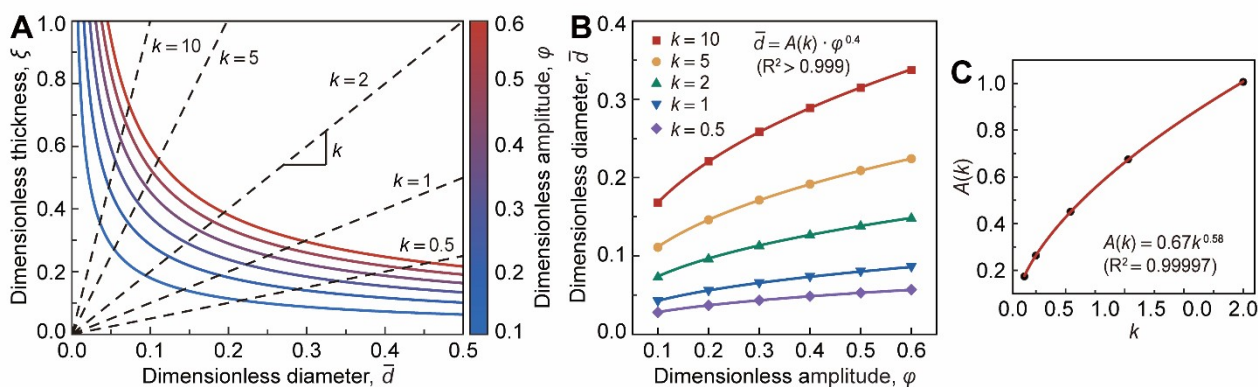 A
Dimensionless thickness, ξ
1.0
0.8
0.6
0.4
0.2
0.0
0.0
0.1
0.2
0.3
0.4
0.5
Dimensionless diameter, d̅
k = 10
k = 5
k = 2
k
k = 1
k = 0.5
0.6
0.5
0.4
0.3
0.2
0.1
Dimensionless amplitude, φ
B
Dimensionless diameter, d̅
0.4
0.3
0.2
0.1
0.0
0.1
0.2
0.3
0.4
0.5
0.6
Dimensionless amplitude, φ
k = 10
k = 5
k = 2
k = 1
k = 0.5
d̅ = A(k) · φ^0.4
(R² > 0.999)
C
A(k)
1.0
0.8
0.6
0.4
0.2
0.0
0.5
1.0
1.5
0.0
2.0
k
A(k) = 0.67k^0.58
(R² = 0.99997)